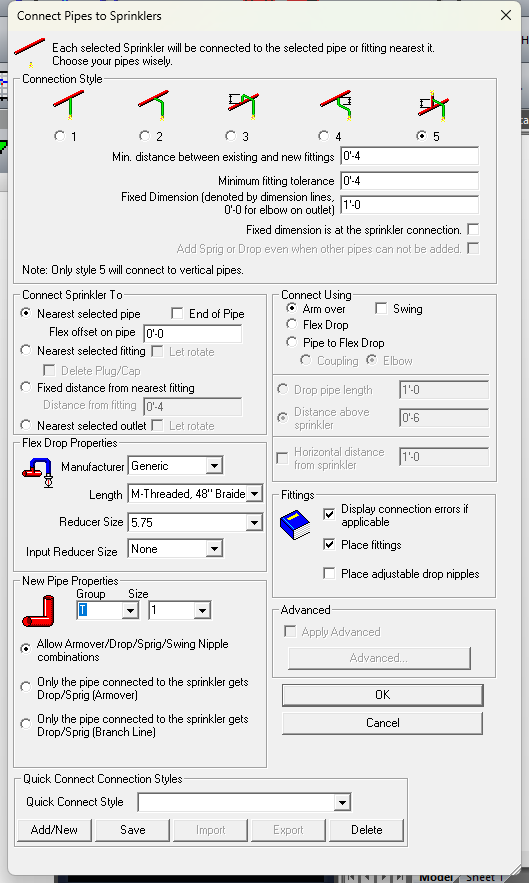 Connect Pipes to Sprinklers
Each selected Sprinkler will be connected to the selected pipe or fitting nearest it.
Choose your pipes wisely.
Connection Style
1
2
3
4
5
Min. distance between existing and new fittings
0'-4
Minimum fitting tolerance
0'-4
Fixed Dimension (denoted by dimension lines,
0'-0 for elbow on outlet)
1'-0
Fixed dimension is at the sprinkler connection.
Add Sprig or Drop even when other pipes can not be added.
Note: Only style 5 will connect to vertical pipes.
Connect Sprinkler To
Nearest selected pipe
End of Pipe
Flex offset on pipe
0'-0
Nearest selected fitting
Let rotate
Delete Plug/Cap
Fixed distance from nearest fitting
Distance from fitting
0'-4
Nearest selected outlet
Let rotate
Connect Using
Arm over
Swing
Flex Drop
Pipe to Flex Drop
Coupling
Elbow
Drop pipe length
1'-0
Distance above
sprinkler
0'-6
Horizontal distance
from sprinkler
1'-0
Flex Drop Properties
Manufacturer
Generic
Length
M-Threaded, 48" Braide
Reducer Size
5.75
Input Reducer Size
None
Fittings
Display connection errors if
applicable
Place fittings
Place adjustable drop nipples
New Pipe Properties
Group
Size
T
1
Allow Armover/Drop/Sprig/Swing Nipple
combinations
Only the pipe connected to the sprinkler gets
Drop/Sprig (Armover)
Only the pipe connected to the sprinkler gets
Drop/Sprig (Branch Line)
Advanced
Apply Advanced
Advanced...
OK
Cancel
Quick Connect Connection Styles
Quick Connect Style
Add/New
Save
Import
Export
Delete
Model
Sheet 1